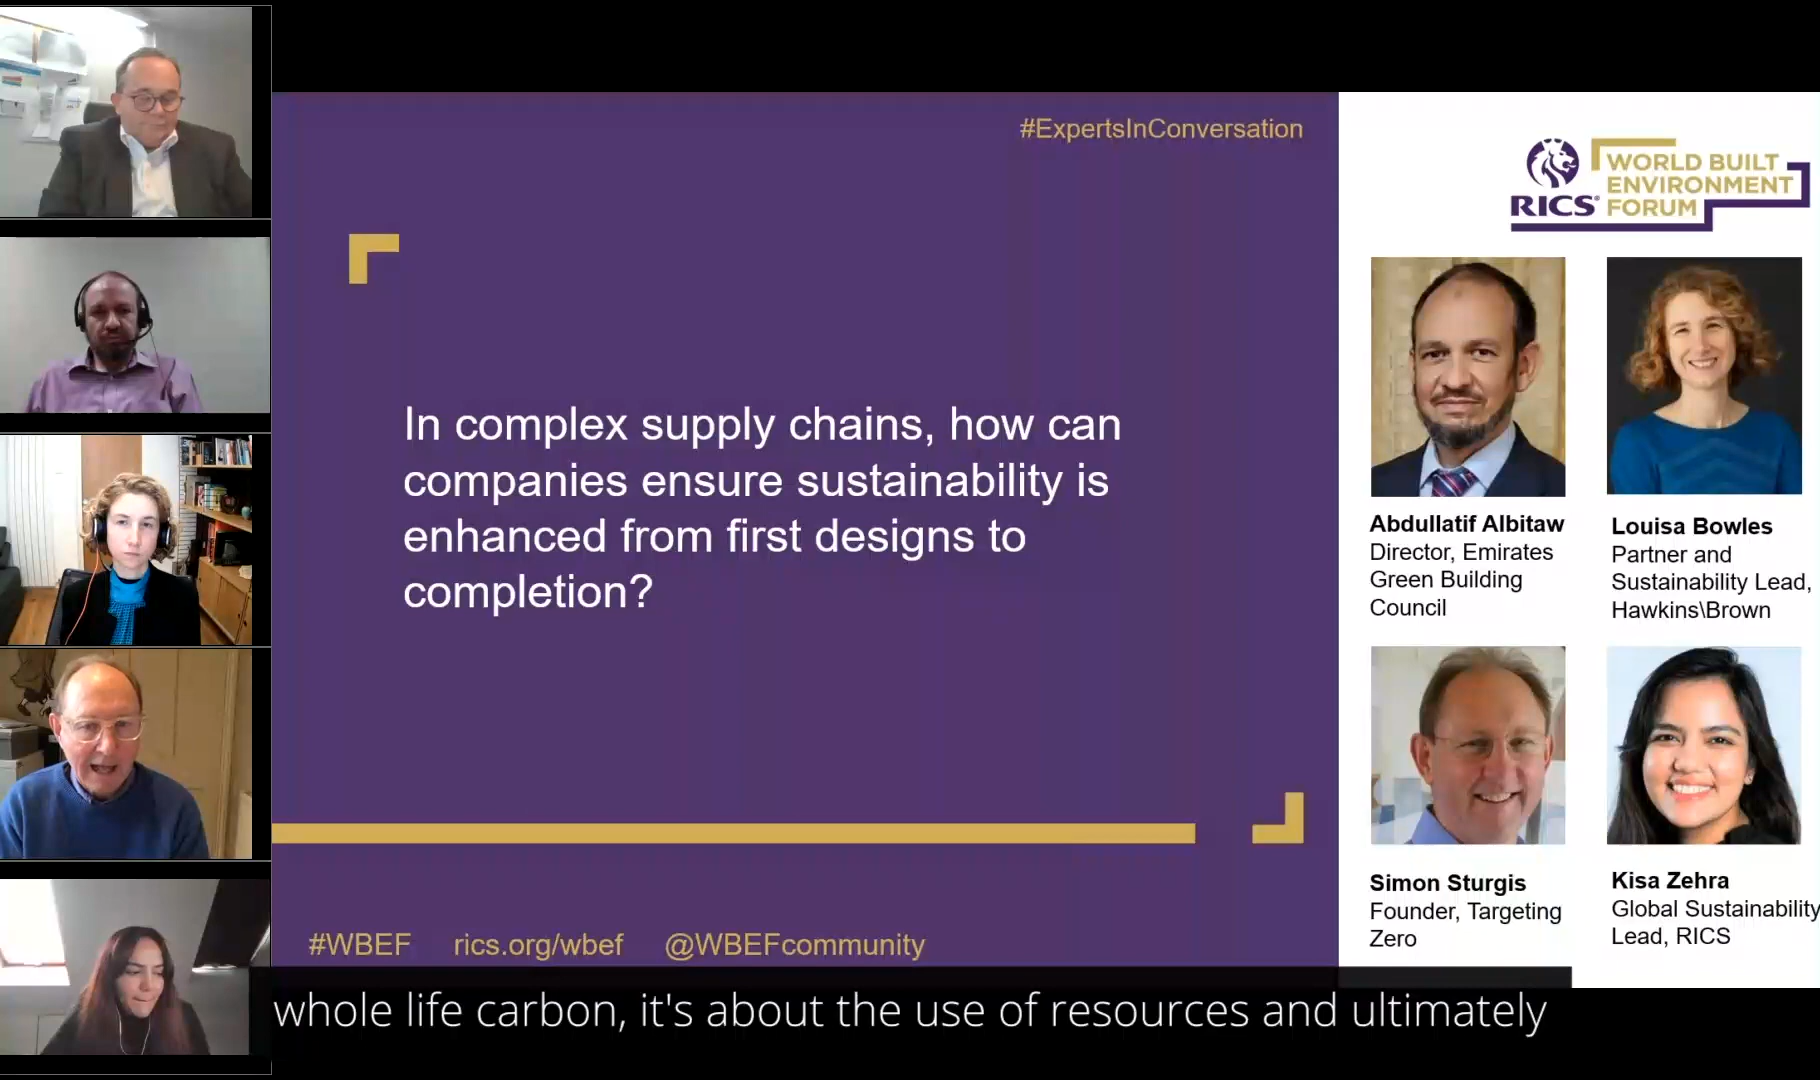 #ExpertsInConversation
RICS
WORLD BUILT
ENVIRONMENT
FORUM
In complex supply chains, how can
companies ensure sustainability is
enhanced from first designs to
completion?
Abdullatif Albitaw
Director, Emirates
Green Building
Council
Louisa Bowles
Partner and
Sustainability Lead,
Hawkins\Brown
Simon Sturgis
Founder, Targeting
Zero
Kisa Zehra
Global Sustainability
Lead, RICS
#WBEF rics.org/wbef @WBEFcommunity
whole life carbon, it's about the use of resources and ultimately